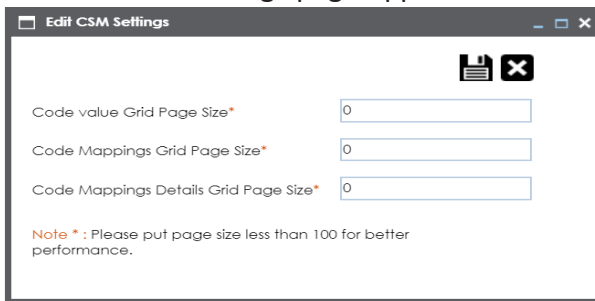 Edit CSM Settings
Code value Grid Page Size* 0
Code Mappings Grid Page Size* 0
Code Mappings Details Grid Page Size* 0
Note * : Please put page size less than 100 for better
performance.